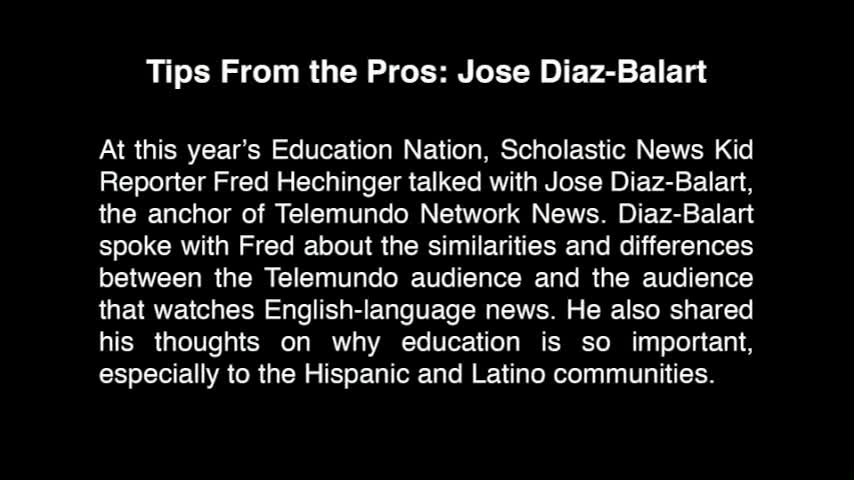 Tips From the Pros: Jose Diaz-Balart
At this year’s Education Nation, Scholastic News Kid
Reporter Fred Hechinger talked with Jose Diaz-Balart,
the anchor of Telemundo Network News. Diaz-Balart
spoke with Fred about the similarities and differences
between the Telemundo audience and the audience
that watches English-language news. He also shared
his thoughts on why education is so important,
especially to the Hispanic and Latino communities.